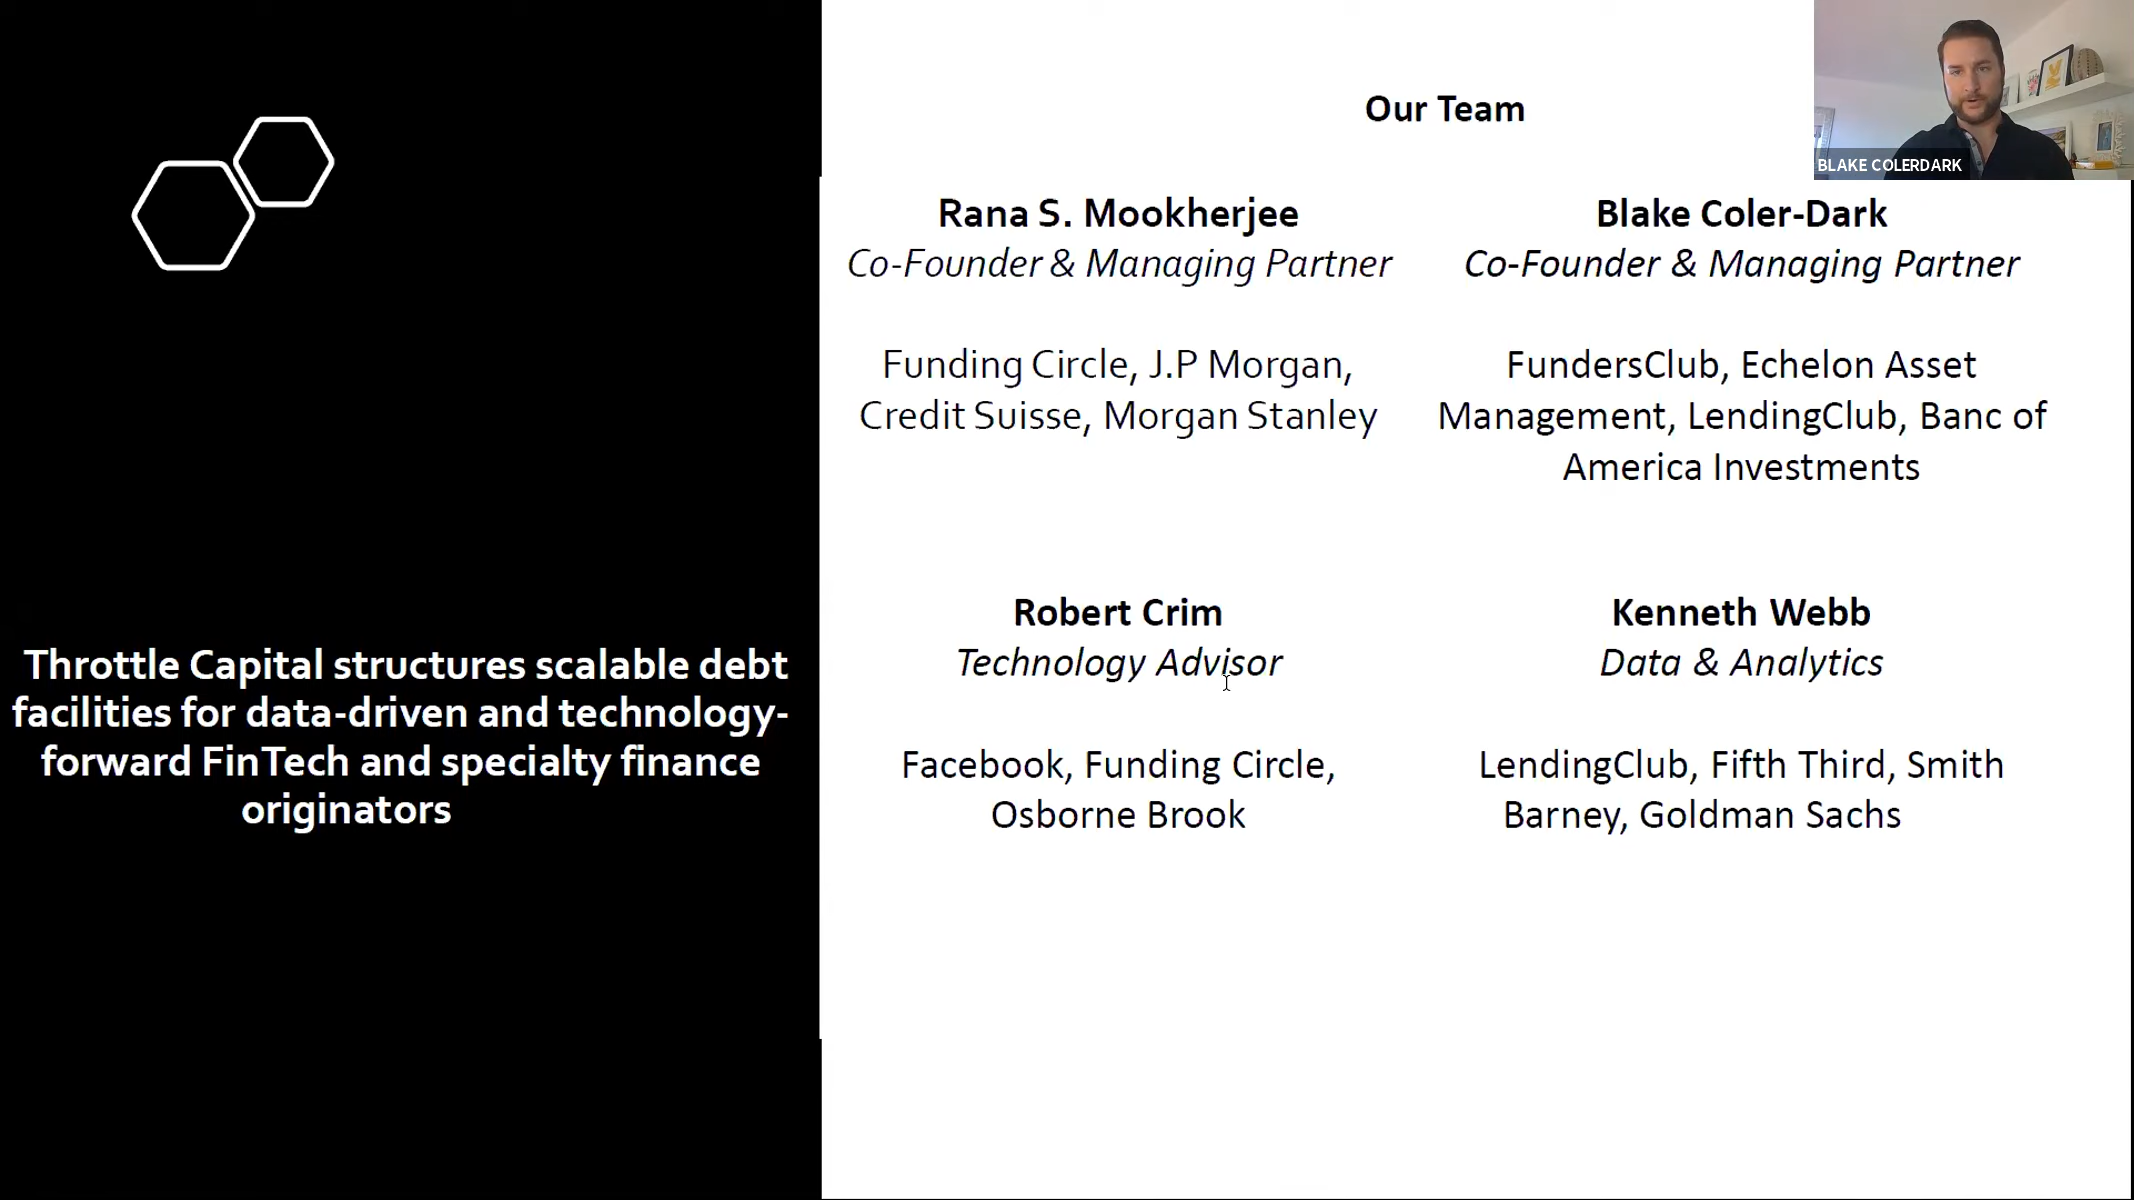 Our Team
BLAKE COLERDARK
Rana S. Mookherjee
Co-Founder & Managing Partner
Funding Circle, J.P Morgan,
Credit Suisse, Morgan Stanley
Blake Coler-Dark
Co-Founder & Managing Partner
FundersClub, Echelon Asset
Management, LendingClub, Banc of
America Investments
Robert Crim
Technology Advisor
Facebook, Funding Circle,
Osborne Brook
Kenneth Webb
Data & Analytics
LendingClub, Fifth Third, Smith
Barney, Goldman Sachs
Throttle Capital structures scalable debt
facilities for data-driven and technology-
forward FinTech and specialty finance
originators